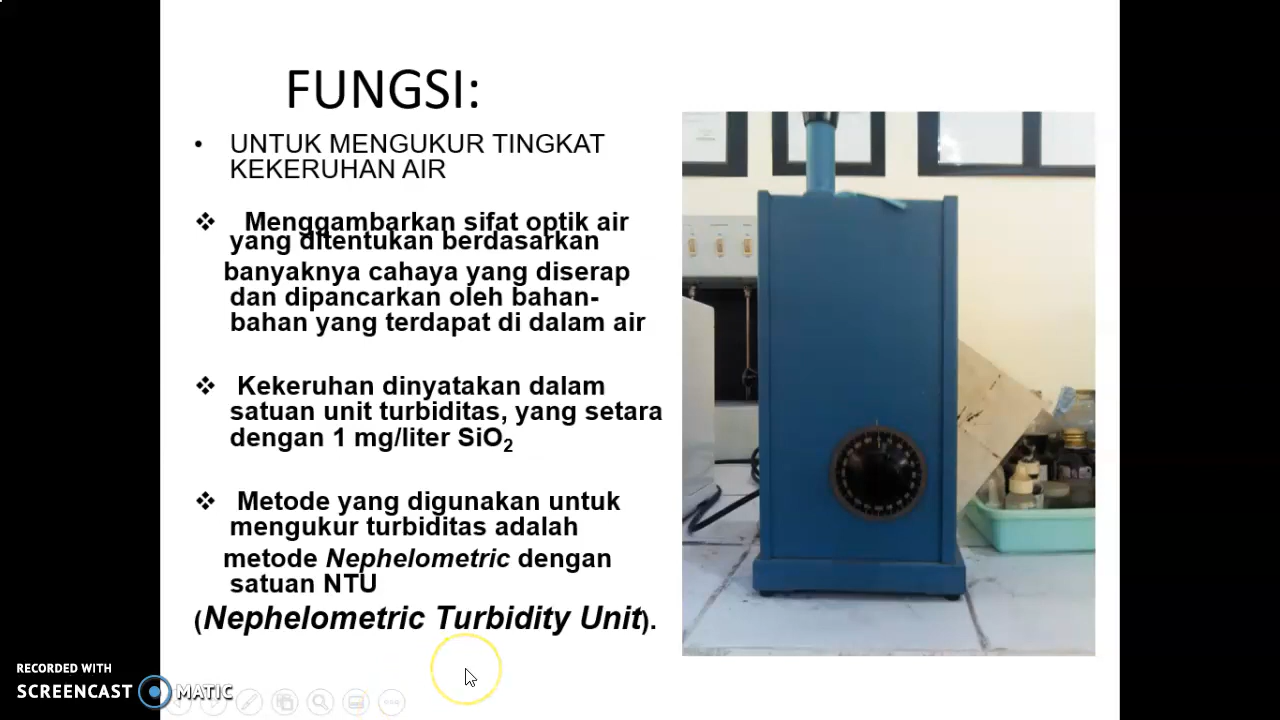 FUNGSI:
• UNTUK MENGUKUR TINGKAT
KEKERUHAN AIR
❖ Menggambarkan sifat optik air
yang ditentukan berdasarkan
banyaknya cahaya yang diserap
dan dipancarkan oleh bahan-
bahan yang terdapat di dalam air
❖ Kekeruhan dinyatakan dalam
satuan unit turbiditas, yang setara
dengan 1 mg/liter SiO₂
❖ Metode yang digunakan untuk
mengukur turbiditas adalah
metode Nephelometric dengan
satuan NTU
(Nephelometric Turbidity Unit).
RECORDED WITH
SCREENCAST MATIC